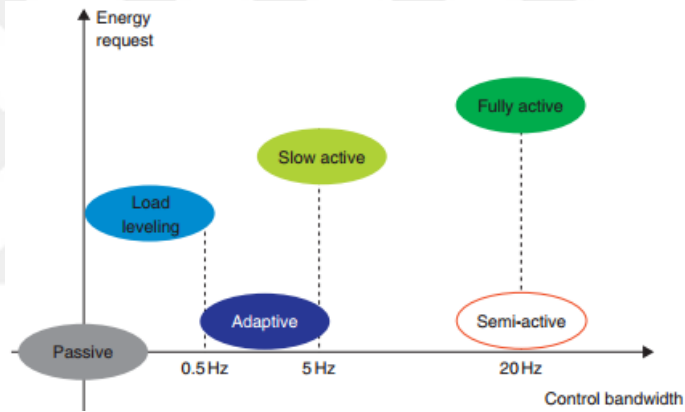 Energy
request
Fully active
Slow active
Load
leveling
Adaptive
Semi-active
Passive
0.5 Hz
5 Hz
20 Hz
Control bandwidth